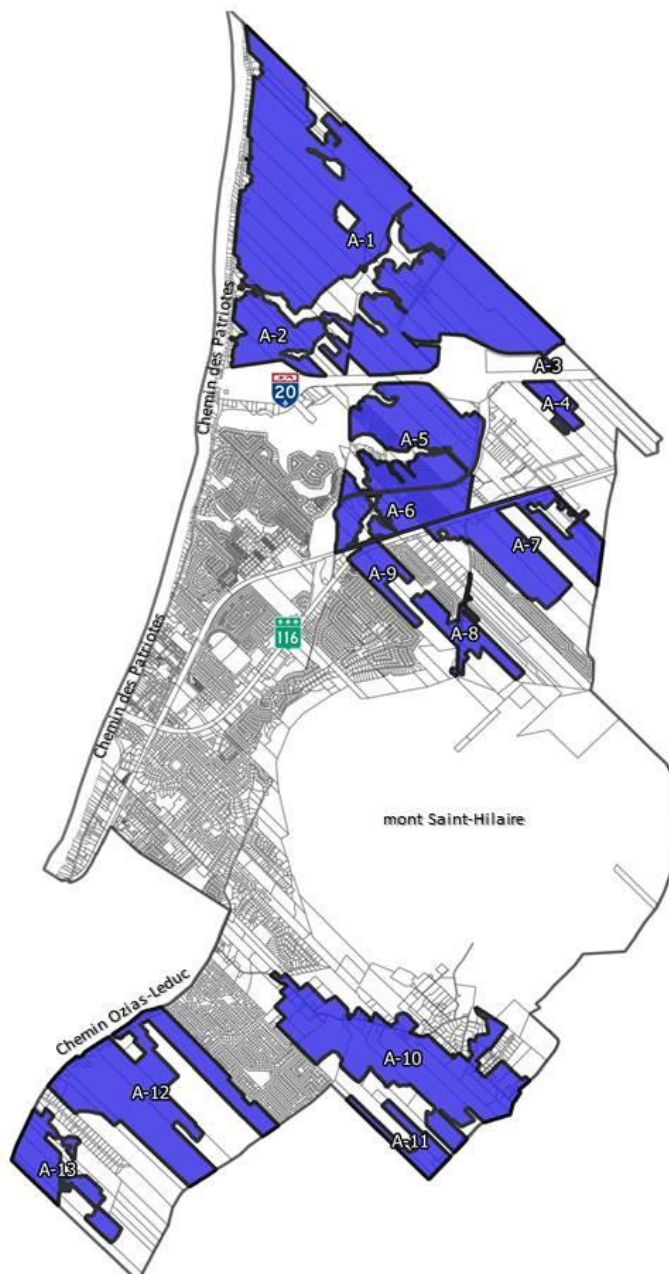 A-1
Chemin des Patriotes
A-2
A-3
20
A-4
A-5
A-6
A-7
A-9
116
A-8
Chemin des Patriotes
mont Saint-Hilaire
Chemin Ozias-Leduc
A-10
A-12
A-11
A-13